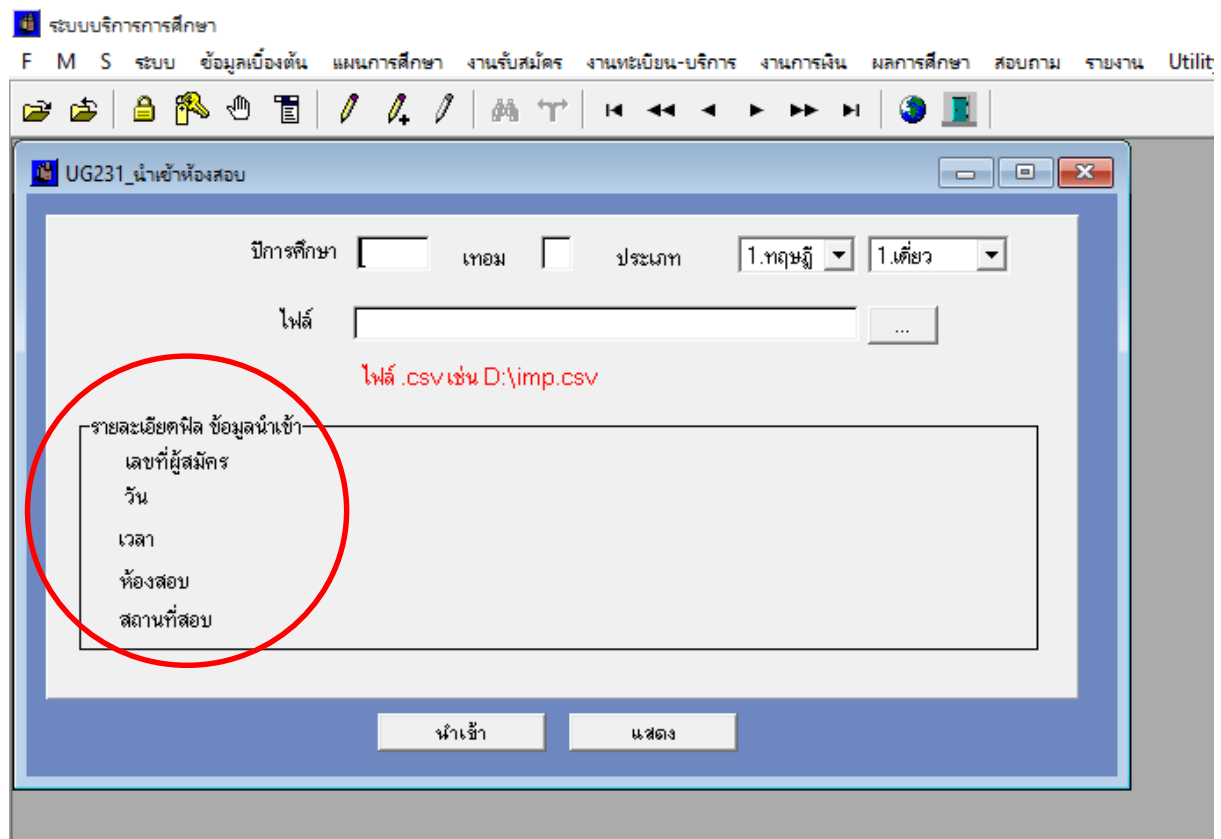 ระบบบริการการศึกษา
F M S ระบบ ข้อมูลเบื้องต้น แผนการศึกษา งานรับสมัคร งานทะเบียน-บริการ งานการเงิน ผลการศึกษา สอบถาม รายงาน Utilit
UG231_นำเข้าห้องสอบ
ปีการศึกษา เทอม ประเภท 1.ทฤษฎี 1.เดี่ยว
ไฟล์ ...
ไฟล์ .csv เช่น D:\imp.csv
รายละเอียดฟิล ข้อมูลนำเข้า
เลขที่ผู้สมัคร
วัน
เวลา
ห้องสอบ
สถานที่สอบ
นำเข้า แสดง